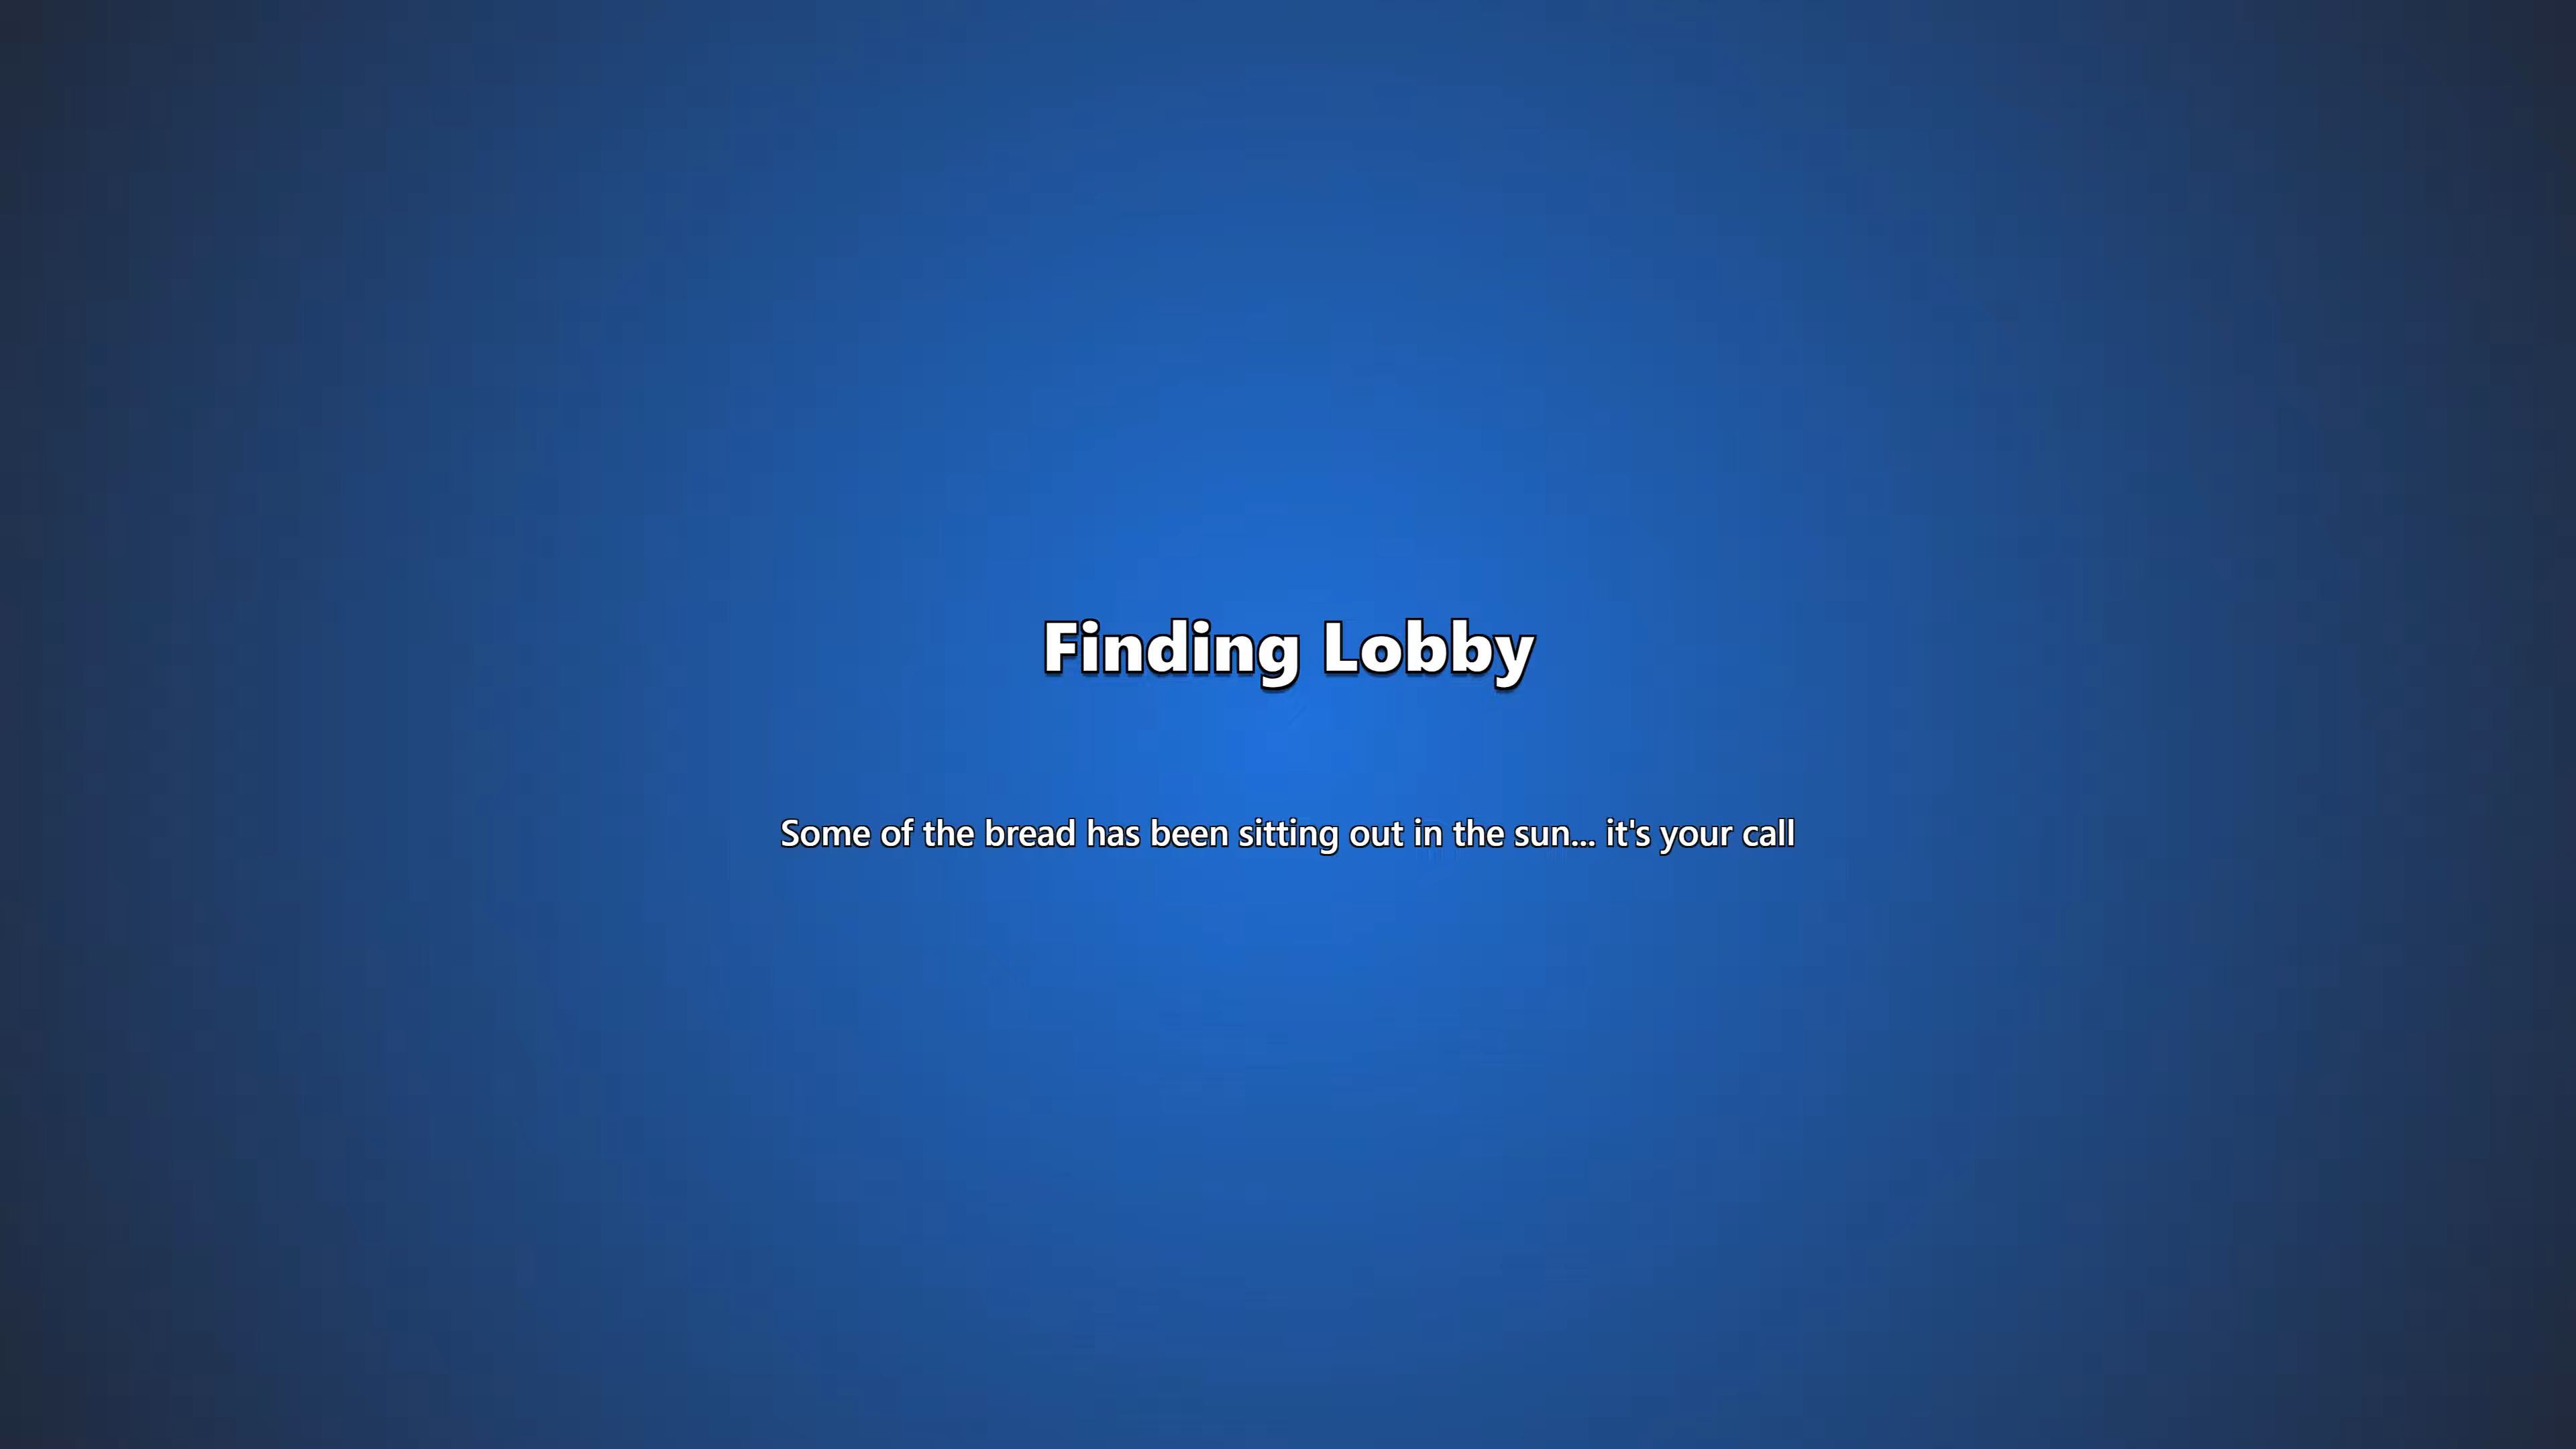 Finding Lobby
Some of the bread has been sitting out in the sun... it's your call